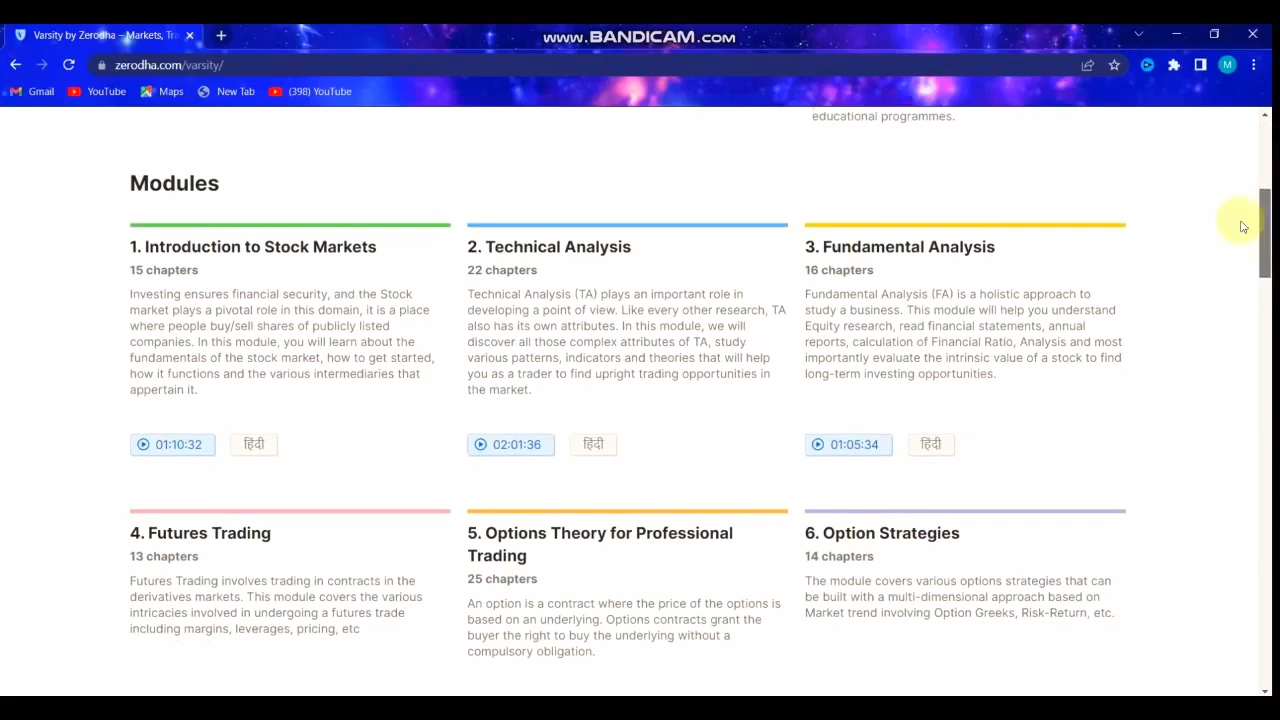 www.BANDICAM.com
Varsity by Zerodha – Markets, Tra
zerodha.com/varsity/
M
Gmail
YouTube
Maps
New Tab
(398) YouTube
educational programmes.
Modules
1. Introduction to Stock Markets
15 chapters
Investing ensures financial security, and the Stock
market plays a pivotal role in this domain, it is a place
where people buy/sell shares of publicly listed
companies. In this module, you will learn about the
fundamentals of the stock market, how to get started,
how it functions and the various intermediaries that
appertain it.
01:10:32
हिंदी
2. Technical Analysis
22 chapters
Technical Analysis (TA) plays an important role in
developing a point of view. Like every other research, TA
also has its own attributes. In this module, we will
discover all those complex attributes of TA, study
various patterns, indicators and theories that will help
you as a trader to find upright trading opportunities in
the market.
02:01:36
हिंदी
3. Fundamental Analysis
16 chapters
Fundamental Analysis (FA) is a holistic approach to
study a business. This module will help you understand
Equity research, read financial statements, annual
reports, calculation of Financial Ratio, Analysis and most
importantly evaluate the intrinsic value of a stock to find
long-term investing opportunities.
01:05:34
हिंदी
4. Futures Trading
13 chapters
Futures Trading involves trading in contracts in the
derivatives markets. This module covers the various
intricacies involved in undergoing a futures trade
including margins, leverages, pricing, etc
5. Options Theory for Professional
Trading
25 chapters
An option is a contract where the price of the options is
based on an underlying. Options contracts grant the
buyer the right to buy the underlying without a
compulsory obligation.
6. Option Strategies
14 chapters
The module covers various options strategies that can
be built with a multi-dimensional approach based on
Market trend involving Option Greeks, Risk-Return, etc.